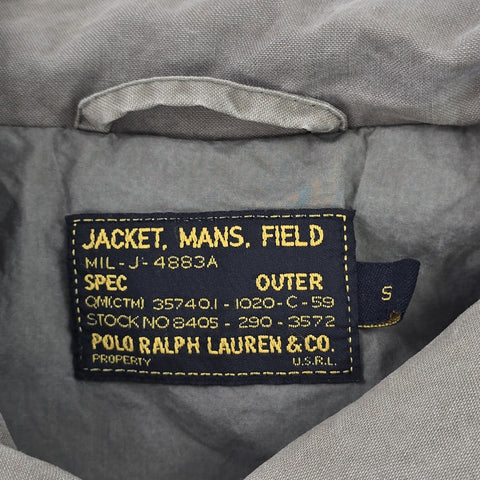 JACKET, MANS, FIELD
MIL-J-4883A
SPEC OUTER
QM(CTM) 35740.1-1020-C-59
STOCK NO 8405-290-3572
POLO RALPH LAUREN & CO.
PROPERTY U.S.R.L.
S